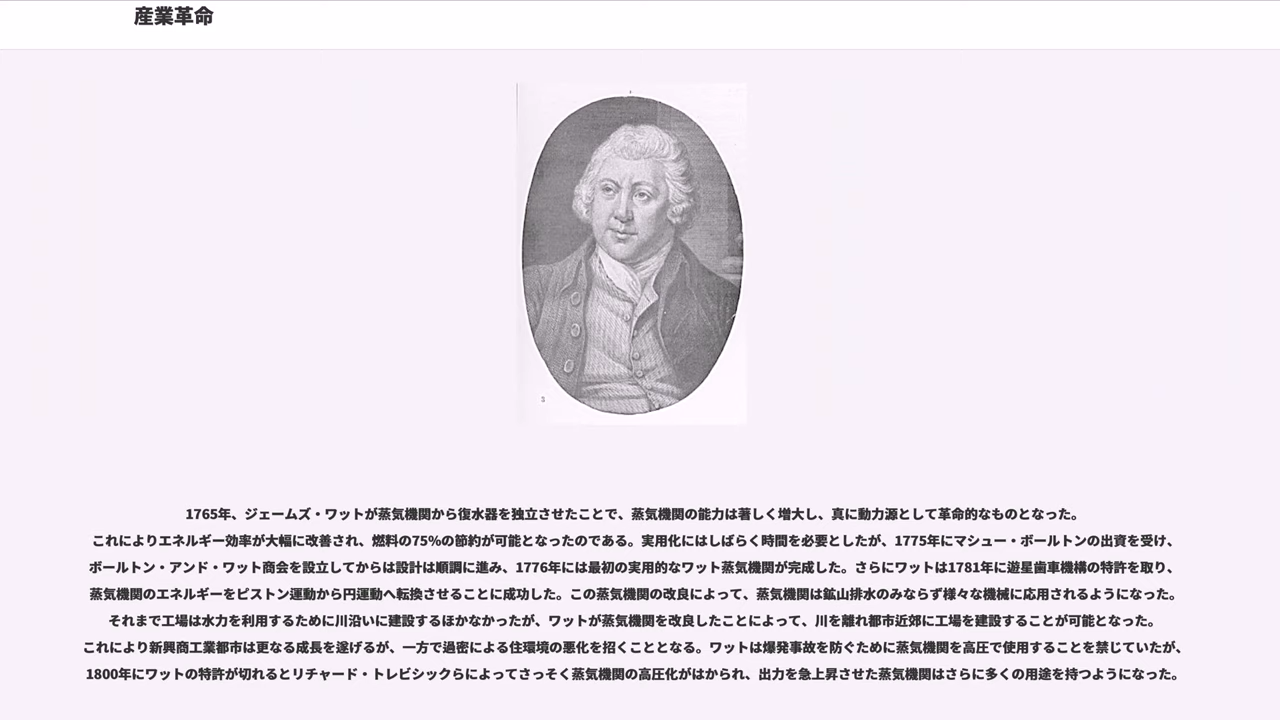 産業革命
3
1765年、ジェームズ・ワットが蒸気機関から復水器を独立させたことで、蒸気機関の能力は著しく増大し、真に動力源として革命的なものとなった。
これによりエネルギー効率が大幅に改善され、燃料の75%の節約が可能となったのである。実用化にはしばらく時間を必要としたが、1775年にマシュー・ボールトンの出資を受け、
ボールトン・アンド・ワット商会を設立してからは設計は順調に進み、1776年には最初の実用的なワット蒸気機関が完成した。さらにワットは1781年に遊星歯車機構の特許を取り、
蒸気機関のエネルギーをピストン運動から円運動へ転換させることに成功した。この蒸気機関の改良によって、蒸気機関は鉱山排水のみならず様々な機械に応用されるようになった。
それまで工場は水力を利用するために川沿いに建設するほかなかったが、ワットが蒸気機関を改良したことによって、川を離れ都市近郊に工場を建設することが可能となった。
これにより新興商工業都市は更なる成長を遂げるが、一方で過密による住環境の悪化を招くこととなる。ワットは爆発事故を防ぐために蒸気機関を高圧で使用することを禁じていたが、
1800年にワットの特許が切れるとリチャード・トレビシックらによってさっそく蒸気機関の高圧化がはかられ、出力を急上昇させた蒸気機関はさらに多くの用途を持つようになった。